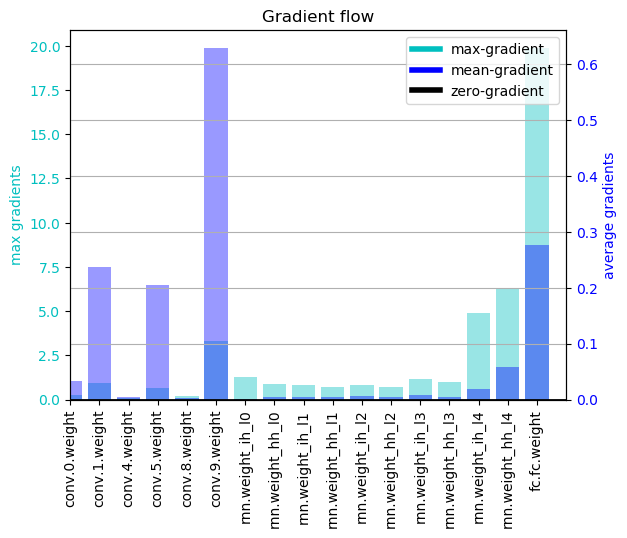 Gradient flow
max-gradient
mean-gradient
zero-gradient
20.0
17.5
15.0
12.5
10.0
7.5
5.0
2.5
0.0
max gradients
0.6
0.5
0.4
0.3
0.2
0.1
0.0
average gradients
conv.0.weight
conv.1.weight
conv.4.weight
conv.5.weight
conv.8.weight
conv.9.weight
rnn.weight_ih_l0
rnn.weight_hh_l0
rnn.weight_ih_l1
rnn.weight_hh_l1
rnn.weight_ih_l2
rnn.weight_hh_l2
rnn.weight_ih_l3
rnn.weight_hh_l3
rnn.weight_ih_l4
rnn.weight_hh_l4
fc.fc.weight